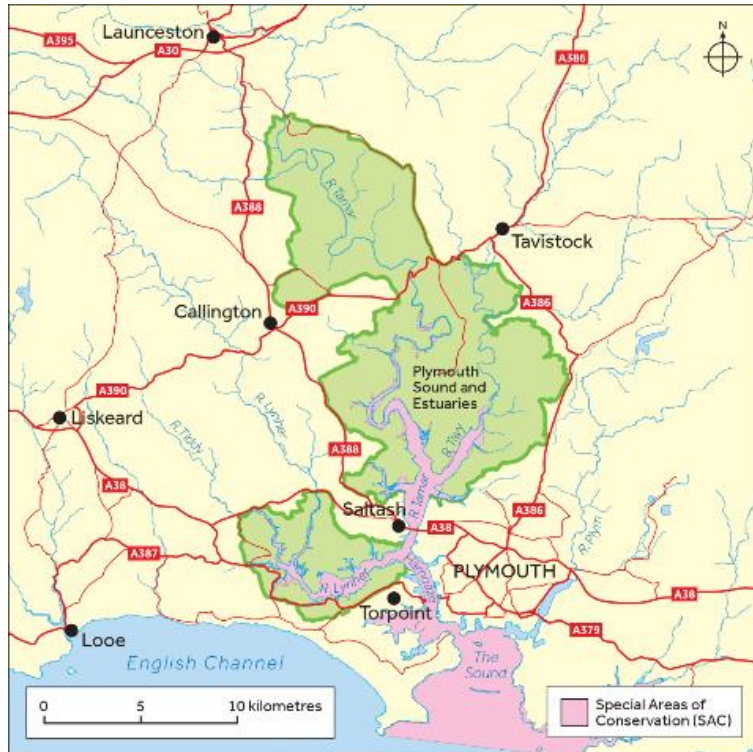 Launceston
A395
A30
A386
N
R.Tamar
A388
Tavistock
A390
A386
Callington
Plymouth
Sound and
Estuaries
A390
Liskeard
R.Tiddy
R.Lynher
R. Tavy
A388
A38
R.Tamar
Saltash
A38
A386
R.Plym
A387
R. Lynher
PLYMOUTH
Torpoint
A38
A379
Looe
English Channel
The
Sound
0 5 10 kilometres
Special Areas of
Conservation (SAC)